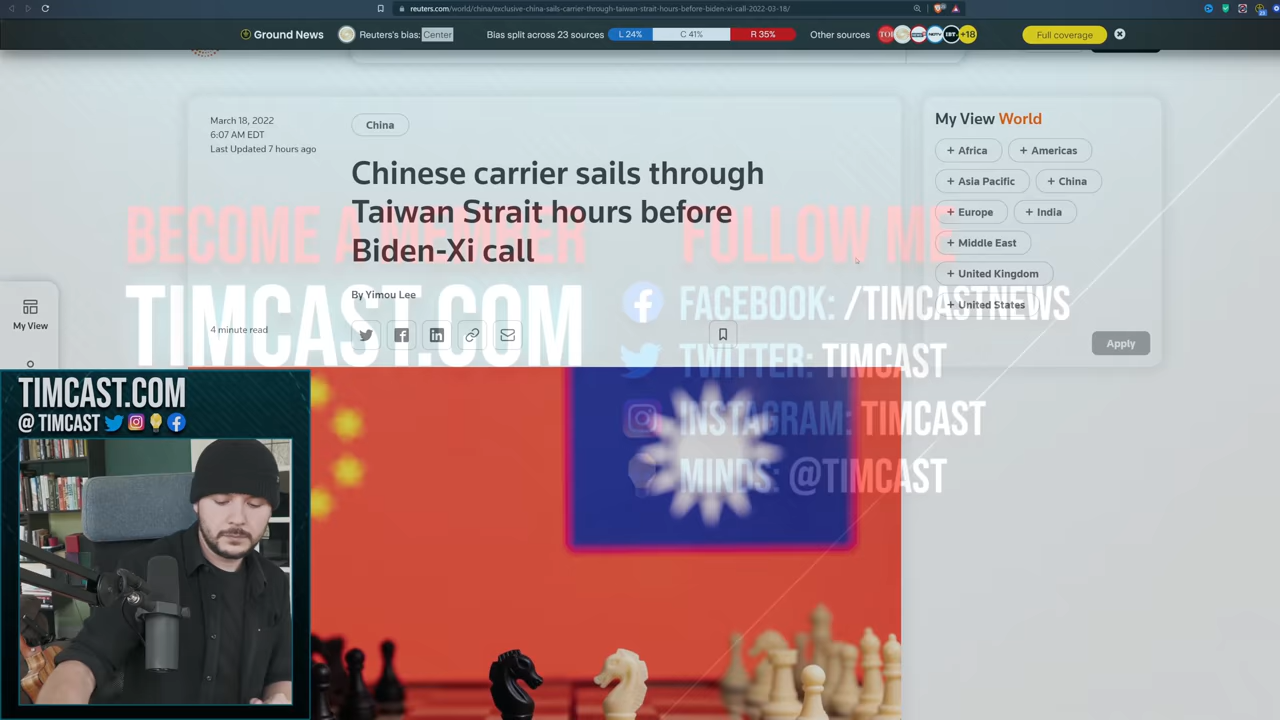 reuters.com/world/china/exclusive-china-sails-carrier-through-taiwan-strait-hours-before-biden-xi-call-2022-03-18/
Ground News
Reuters's bias: Center
Bias split across 23 sources
L 24%
C 41%
R 35%
Other sources
+18
Full coverage
March 18, 2022
6:07 AM EDT
Last Updated 7 hours ago
China
Chinese carrier sails through
Taiwan Strait hours before
Biden-Xi call
By Yimou Lee
4 minute read
My View World
+ Africa
+ Americas
+ Asia Pacific
+ China
+ Europe
+ India
+ Middle East
+ United Kingdom
+ United States
Apply
My View
BECOME A MEMBER
TIMCAST.COM
FOLLOW ME
FACEBOOK: /TIMCASTNEWS
TWITTER: TIMCAST
INSTAGRAM: TIMCAST
MINDS: @TIMCAST
TIMCAST.COM
@ TIMCAST